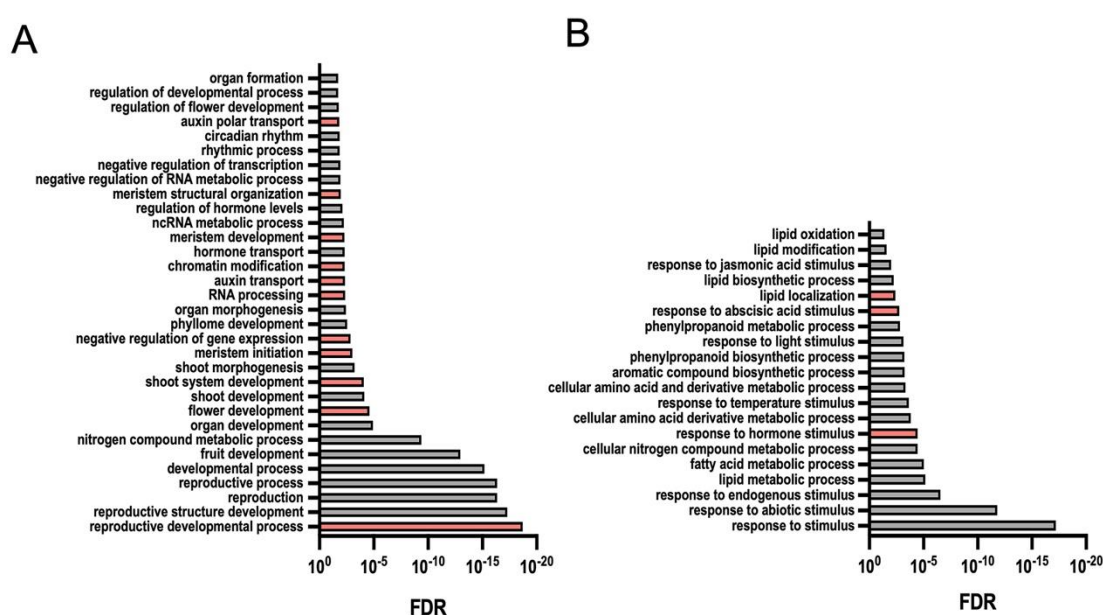 A
organ formation
regulation of developmental process
regulation of flower development
auxin polar transport
circadian rhythm
rhythmic process
negative regulation of transcription
negative regulation of RNA metabolic process
meristem structural organization
regulation of hormone levels
ncRNA metabolic process
meristem development
hormone transport
chromatin modification
auxin transport
RNA processing
organ morphogenesis
phyllome development
negative regulation of gene expression
meristem initiation
shoot morphogenesis
shoot system development
shoot development
flower development
organ development
nitrogen compound metabolic process
fruit development
developmental process
reproductive process
reproduction
reproductive structure development
reproductive developmental process
10^0 10^-5 10^-10 10^-15 10^-20
FDR
B
lipid oxidation
lipid modification
response to jasmonic acid stimulus
lipid biosynthetic process
lipid localization
response to abscisic acid stimulus
phenylpropanoid metabolic process
response to light stimulus
phenylpropanoid biosynthetic process
aromatic compound biosynthetic process
cellular amino acid and derivative metabolic process
response to temperature stimulus
cellular amino acid derivative metabolic process
response to hormone stimulus
cellular nitrogen compound metabolic process
fatty acid metabolic process
lipid metabolic process
response to endogenous stimulus
response to abiotic stimulus
response to stimulus
10^0 10^-5 10^-10 10^-15 10^-20
FDR